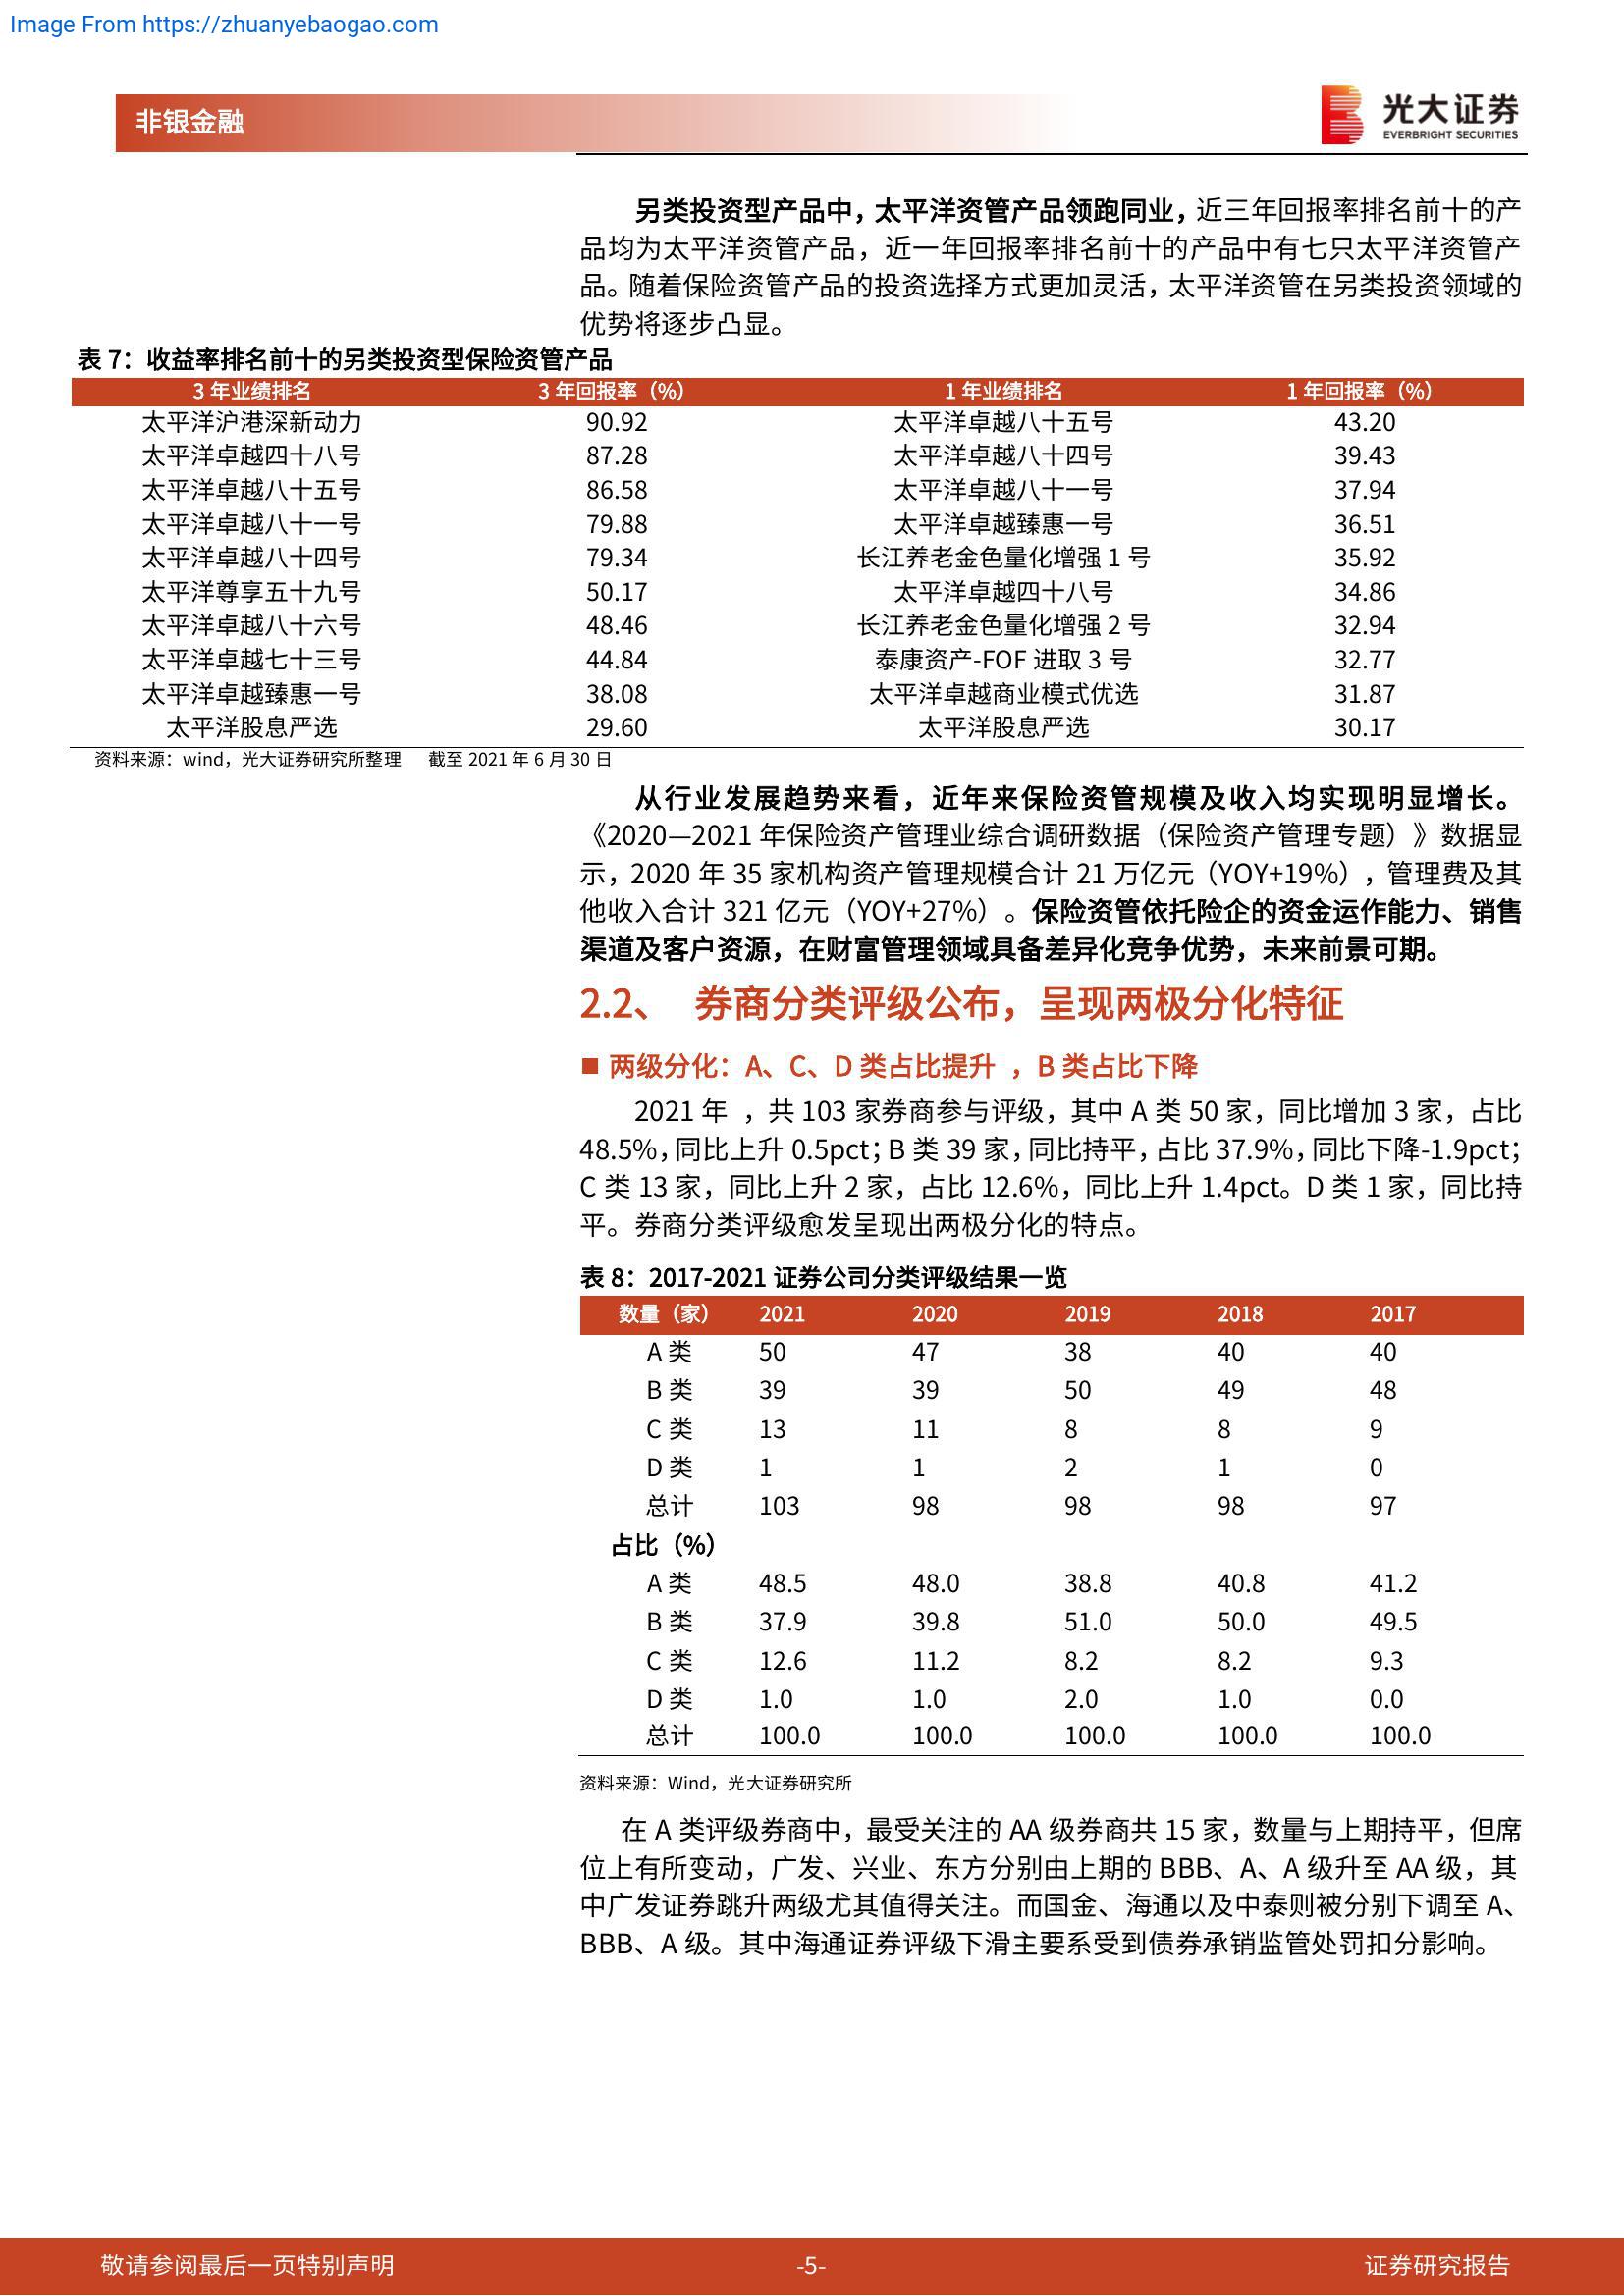 Image From https://zhuanyebaogao.com
非银金融
光大证券
EVERBRIGHT SECURITIES
另类投资型产品中，太平洋资管产品领跑同业，近三年回报率排名前十的产
品均为太平洋资管产品，近一年回报率排名前十的产品中有七只太平洋资管产
品。随着保险资管产品的投资选择方式更加灵活，太平洋资管在另类投资领域的
优势将逐步凸显。
表 7：收益率排名前十的另类投资型保险资管产品
3 年业绩排名 3 年回报率（%） 1 年业绩排名 1 年回报率（%）
太平洋沪港深新动力 90.92 太平洋卓越八十五号 43.20
太平洋卓越四十八号 87.28 太平洋卓越八十四号 39.43
太平洋卓越八十五号 86.58 太平洋卓越八十一号 37.94
太平洋卓越八十一号 79.88 太平洋卓越臻惠一号 36.51
太平洋卓越八十四号 79.34 长江养老金色量化增强 1 号 35.92
太平洋尊享五十九号 50.17 太平洋卓越四十八号 34.86
太平洋卓越八十六号 48.46 长江养老金色量化增强 2 号 32.94
太平洋卓越七十三号 44.84 泰康资产-FOF 进取 3 号 32.77
太平洋卓越臻惠一号 38.08 太平洋卓越商业模式优选 31.87
太平洋股息严选 29.60 太平洋股息严选 30.17
资料来源：wind，光大证券研究所整理 截至 2021 年 6 月 30 日
从行业发展趋势来看，近年来保险资管规模及收入均实现明显增长。
《2020—2021 年保险资产管理业综合调研数据（保险资产管理专题）》数据显
示，2020 年 35 家机构资产管理规模合计 21 万亿元（YOY+19%），管理费及其
他收入合计 321 亿元（YOY+27%）。保险资管依托险企的资金运作能力、销售
渠道及客户资源，在财富管理领域具备差异化竞争优势，未来前景可期。
2.2、 券商分类评级公布，呈现两极分化特征
■ 两级分化：A、C、D 类占比提升 ，B 类占比下降
2021 年 ，共 103 家券商参与评级，其中 A 类 50 家，同比增加 3 家，占比
48.5%，同比上升 0.5pct；B 类 39 家，同比持平，占比 37.9%，同比下降-1.9pct；
C 类 13 家，同比上升 2 家，占比 12.6%，同比上升 1.4pct。D 类 1 家，同比持
平。券商分类评级愈发呈现出两极分化的特点。
表 8：2017-2021 证券公司分类评级结果一览
数量（家） 2021 2020 2019 2018 2017
A 类 50 47 38 40 40
B 类 39 39 50 49 48
C 类 13 11 8 8 9
D 类 1 1 2 1 0
总计 103 98 98 98 97
占比（%）
A 类 48.5 48.0 38.8 40.8 41.2
B 类 37.9 39.8 51.0 50.0 49.5
C 类 12.6 11.2 8.2 8.2 9.3
D 类 1.0 1.0 2.0 1.0 0.0
总计 100.0 100.0 100.0 100.0 100.0
资料来源：Wind，光大证券研究所
在 A 类评级券商中，最受关注的 AA 级券商共 15 家，数量与上期持平，但席
位上有所变动，广发、兴业、东方分别由上期的 BBB、A、A 级升至 AA 级，其
中广发证券跳升两级尤其值得关注。而国金、海通以及中泰则被分别下调至 A、
BBB、A 级。其中海通证券评级下滑主要系受到债券承销监管处罚扣分影响。
敬请参阅最后一页特别声明 -5- 证券研究报告